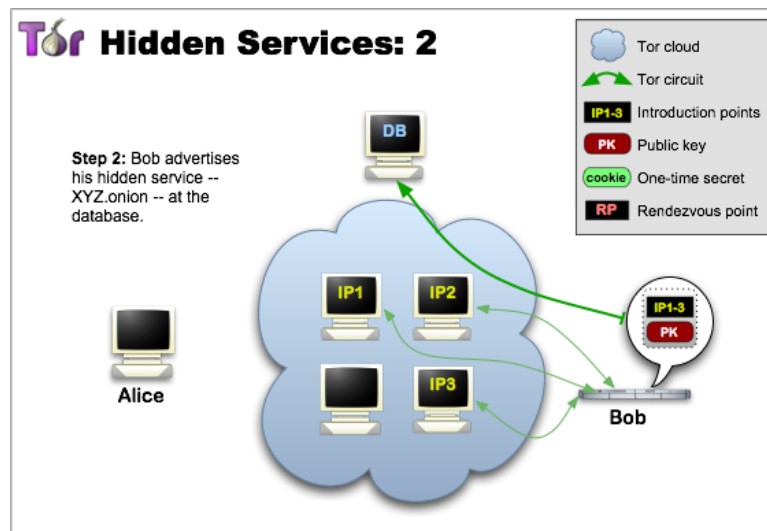 Tor Hidden Services: 2
Tor cloud
Tor circuit
IP1-3 Introduction points
PK Public key
cookie One-time secret
RP Rendezvous point
DB
Step 2: Bob advertises
his hidden service --
XYZ.onion -- at the
database.
IP1 IP2
IP3
IP1-3
PK
Alice
Bob